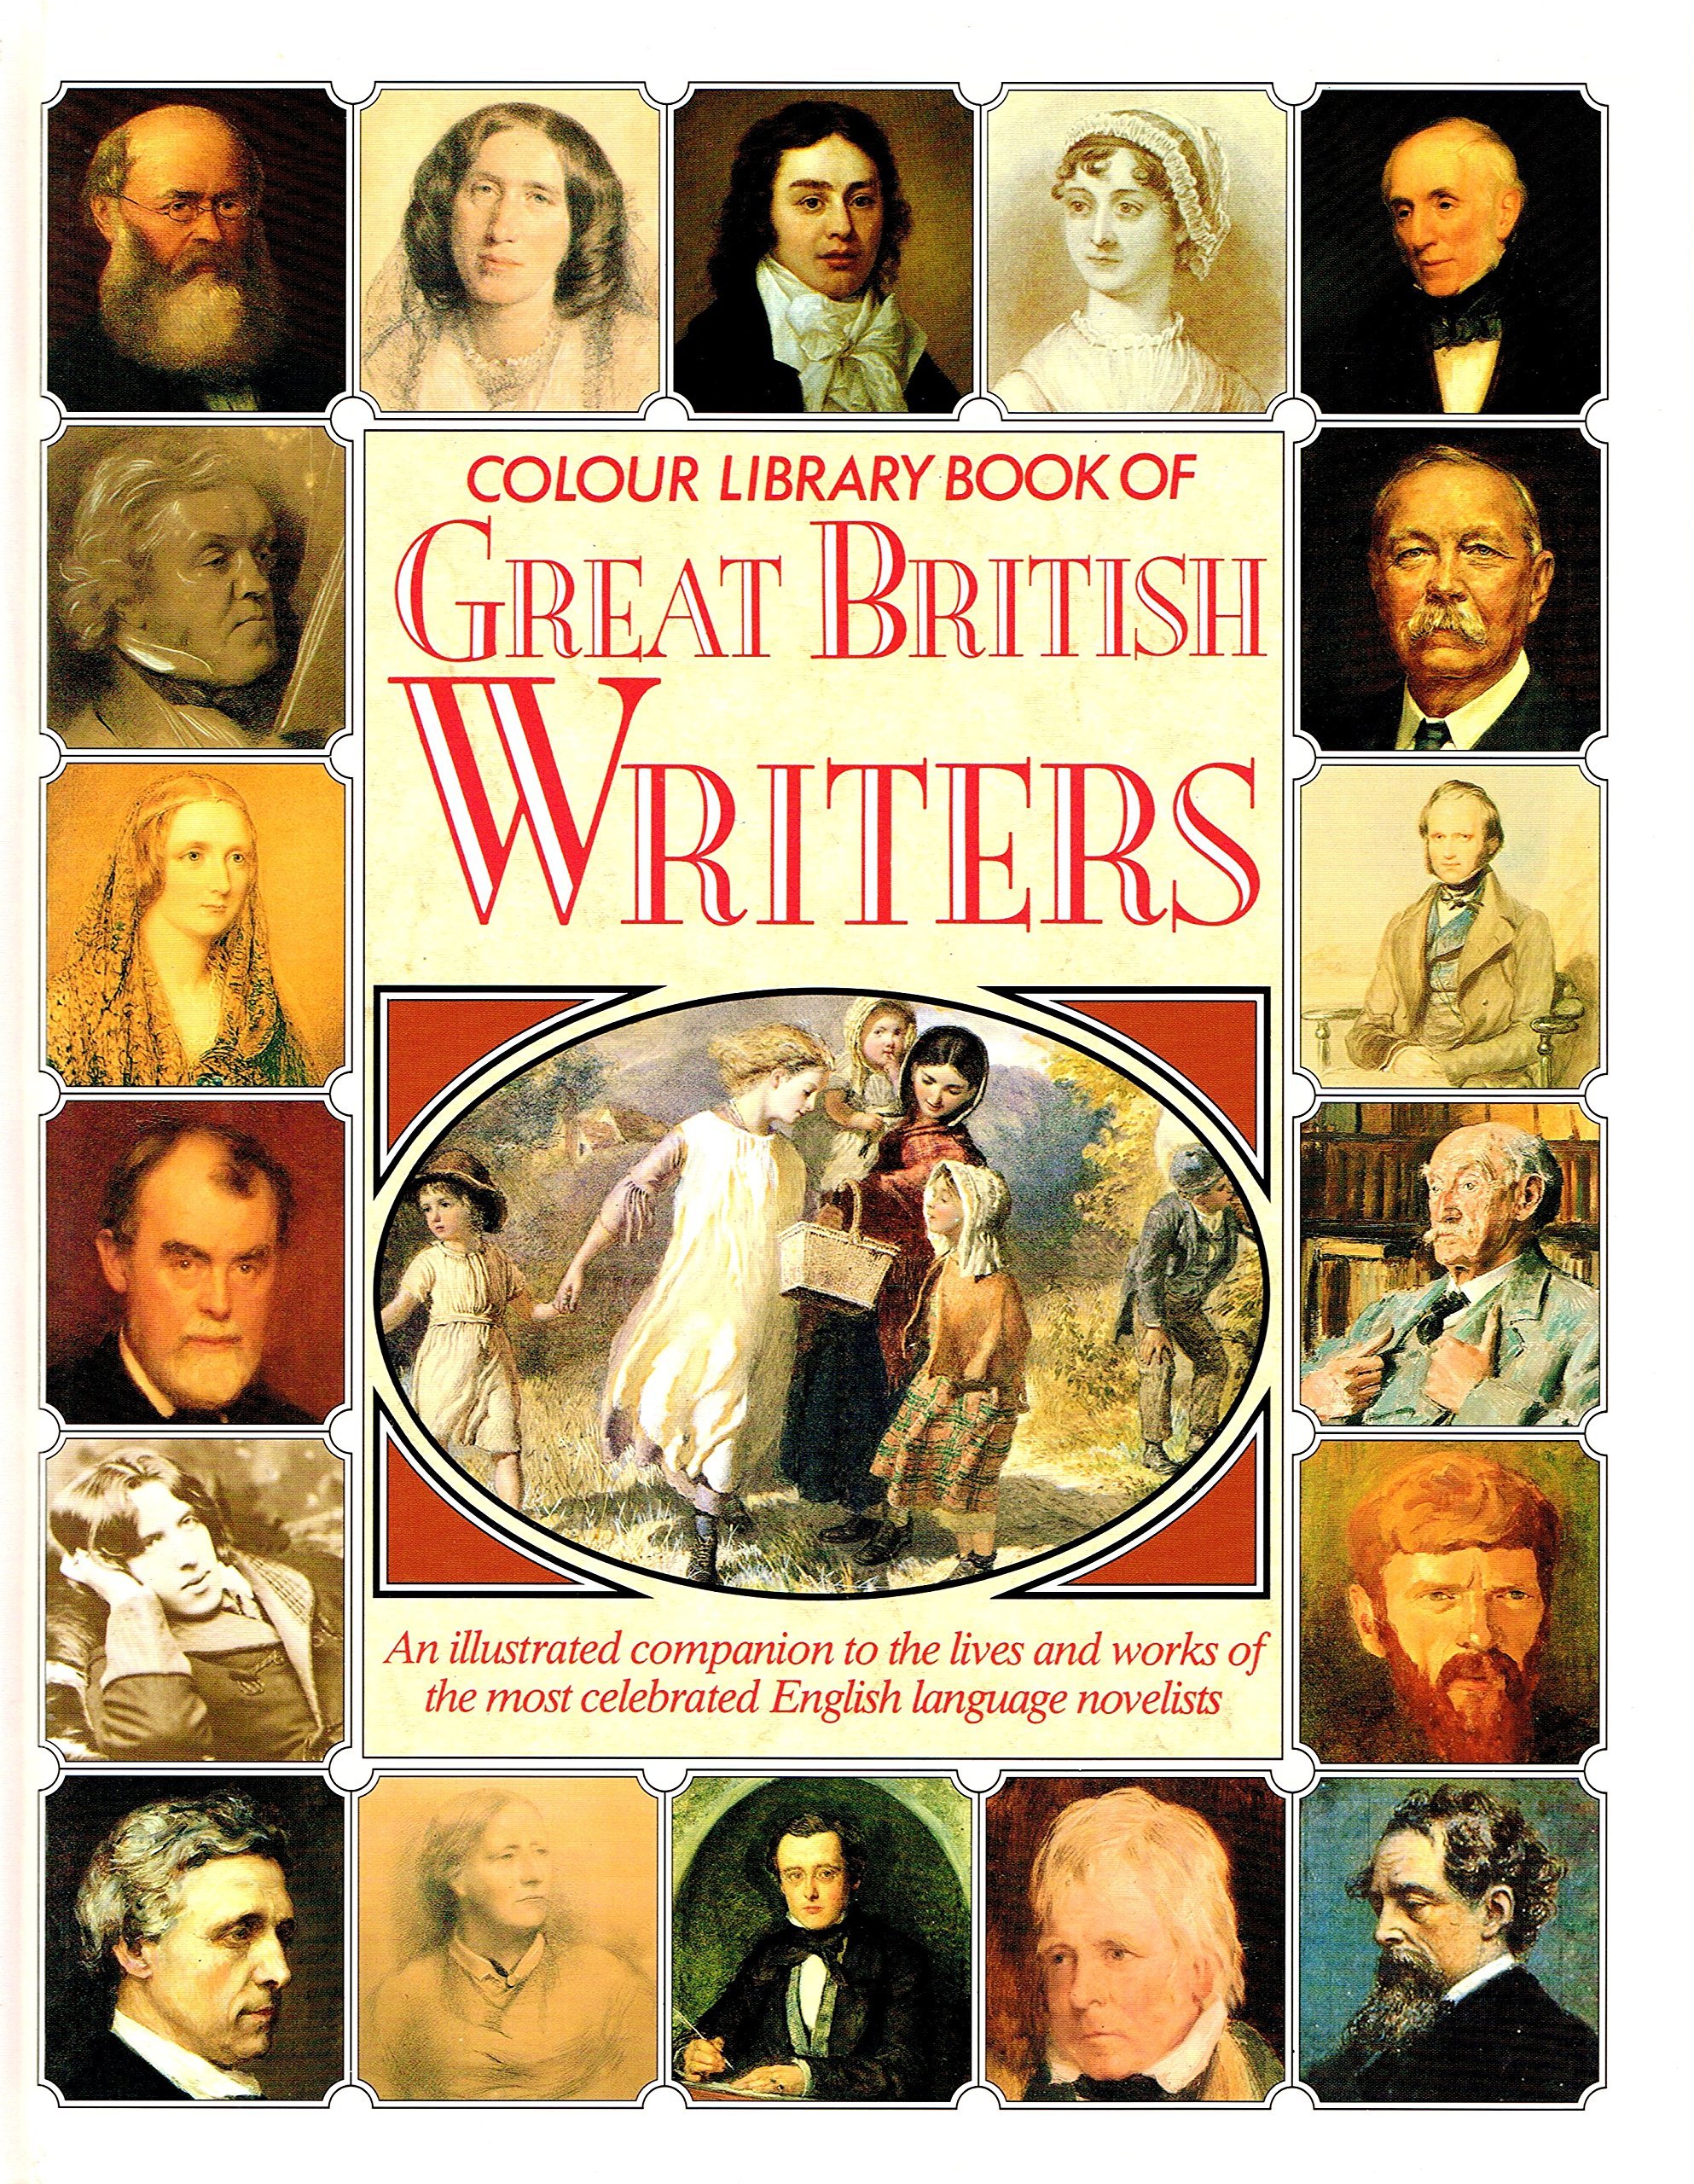 COLOUR LIBRARY BOOK OF
GREAT BRITISH
WRITERS
An illustrated companion to the lives and works of
the most celebrated English language novelists